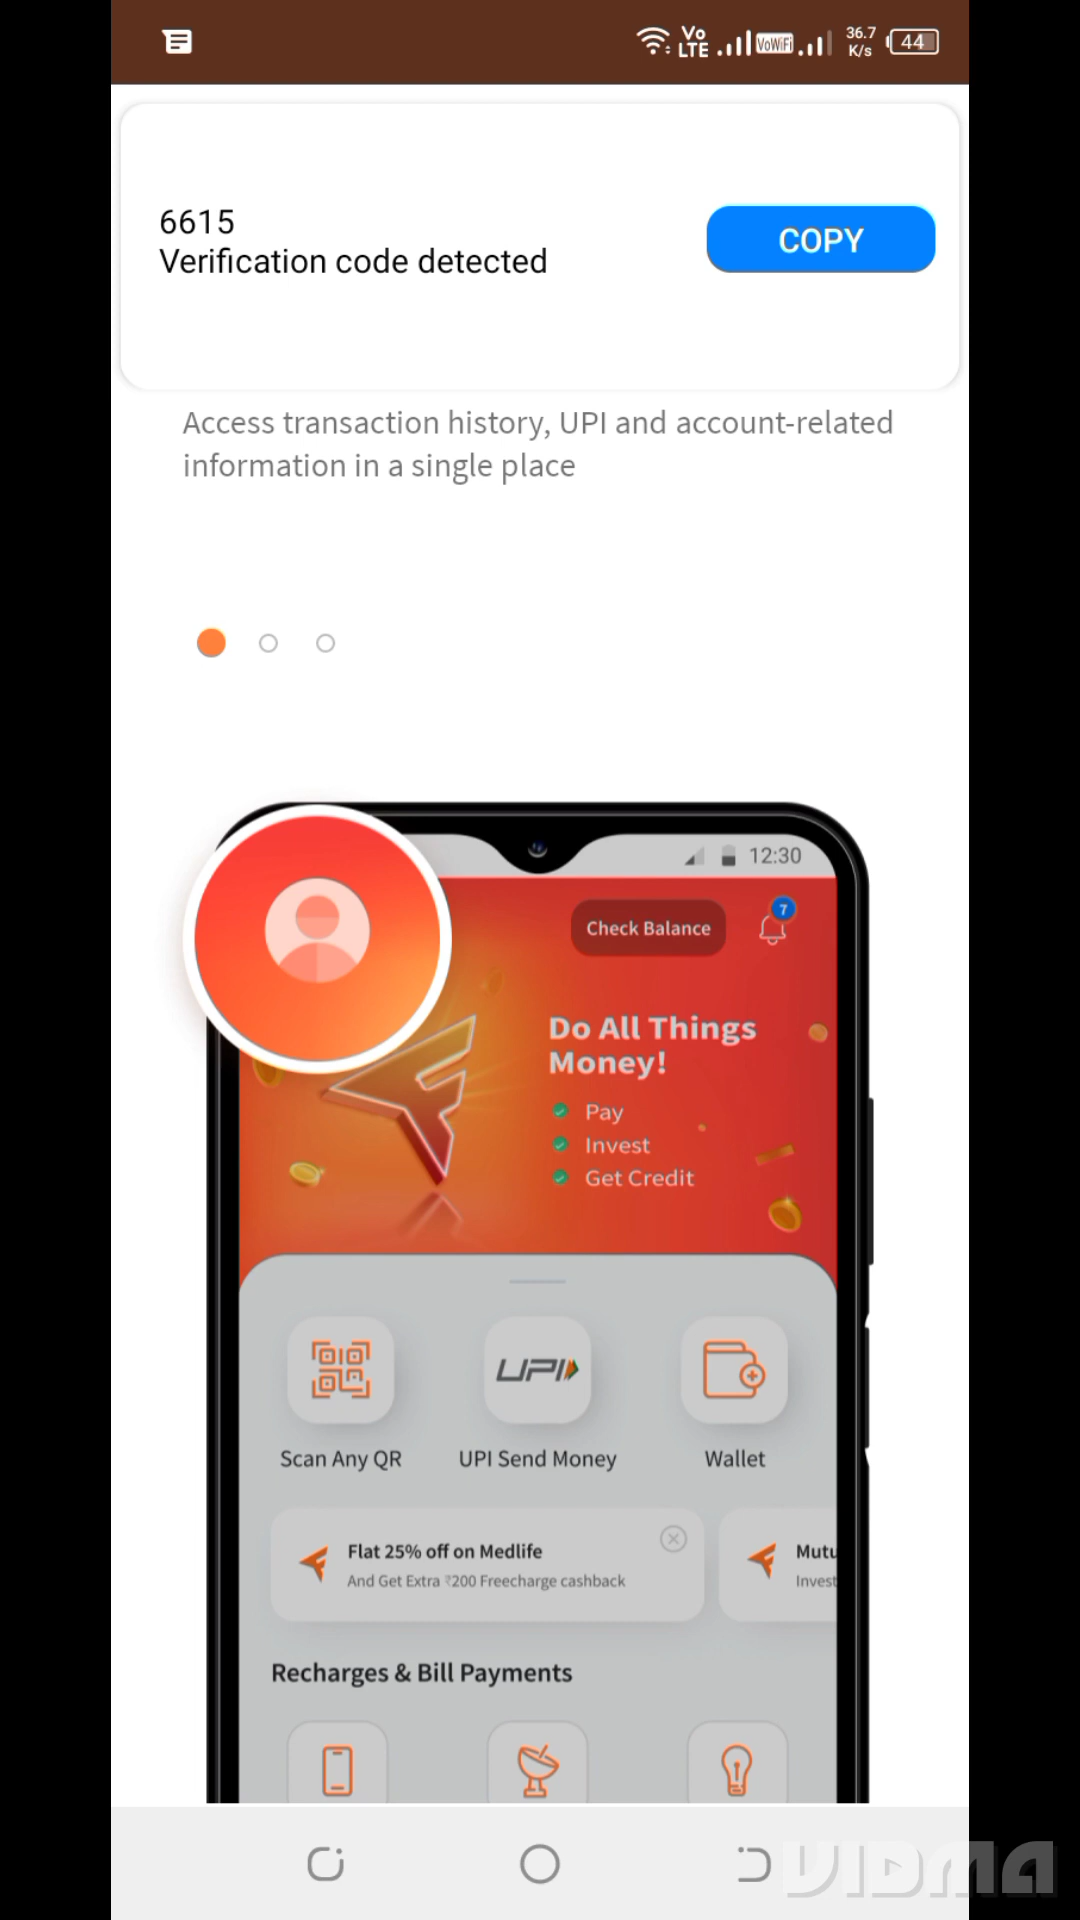 Vo
LTE
VoWiFi
36.7
K/s
44
6615
Verification code detected
COPY
Access transaction history, UPI and account-related
information in a single place
12:30
Check Balance
7
Do All Things
Money!
Pay
Invest
Get Credit
UPI
Scan Any QR
UPI Send Money
Wallet
Flat 25% off on Medlife
And Get Extra ₹200 Freecharge cashback
Mutu
Invest
Recharges & Bill Payments
VIDMA